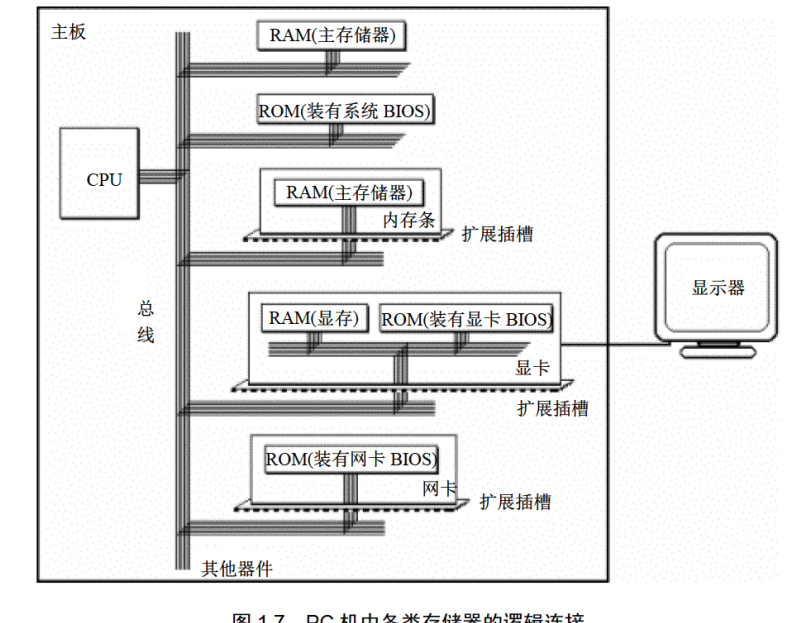 主板
RAM(主存储器)
ROM(装有系统 BIOS)
CPU
RAM(主存储器)
内存条
扩展插槽
总
线
显示器
RAM(显存)
ROM(装有显卡 BIOS)
显卡
扩展插槽
ROM(装有网卡 BIOS)
网卡
扩展插槽
其他器件
图 1.7 PC 机中各类存储器的逻辑连接